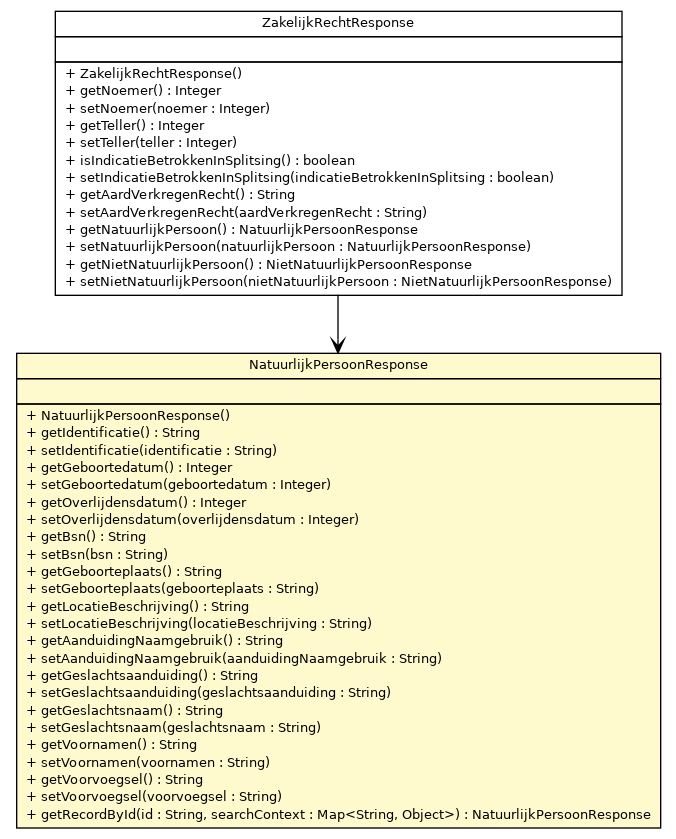 ZakelijkRechtResponse
+ ZakelijkRechtResponse()
+ getNoemer() : Integer
+ setNoemer(noemer : Integer)
+ getTeller() : Integer
+ setTeller(teller : Integer)
+ isIndicatieBetrokkenInSplitsing() : boolean
+ setIndicatieBetrokkenInSplitsing(indicatieBetrokkenInSplitsing : boolean)
+ getAardVerkregenRecht() : String
+ setAardVerkregenRecht(aardVerkregenRecht : String)
+ getNatuurlijkPersoon() : NatuurlijkPersoonResponse
+ setNatuurlijkPersoon(natuurlijkPersoon : NatuurlijkPersoonResponse)
+ getNietNatuurlijkPersoon() : NietNatuurlijkPersoonResponse
+ setNietNatuurlijkPersoon(nietNatuurlijkPersoon : NietNatuurlijkPersoonResponse)
NatuurlijkPersoonResponse
+ NatuurlijkPersoonResponse()
+ getIdentificatie() : String
+ setIdentificatie(identificatie : String)
+ getGeboortedatum() : Integer
+ setGeboortedatum(geboortedatum : Integer)
+ getOverlijdensdatum() : Integer
+ setOverlijdensdatum(overlijdensdatum : Integer)
+ getBsn() : String
+ setBsn(bsn : String)
+ getGeboorteplaats() : String
+ setGeboorteplaats(geboorteplaats : String)
+ getLocatieBeschrijving() : String
+ setLocatieBeschrijving(locatieBeschrijving : String)
+ getAanduidingNaamgebruik() : String
+ setAanduidingNaamgebruik(aanduidingNaamgebruik : String)
+ getGeslachtsaanduiding() : String
+ setGeslachtsaanduiding(geslachtsaanduiding : String)
+ getGeslachtsnaam() : String
+ setGeslachtsnaam(geslachtsnaam : String)
+ getVoornamen() : String
+ setVoornamen(voornamen : String)
+ getVoorvoegsel() : String
+ setVoorvoegsel(voorvoegsel : String)
+ getRecordById(id : String, searchContext : Map<String, Object>) : NatuurlijkPersoonResponse